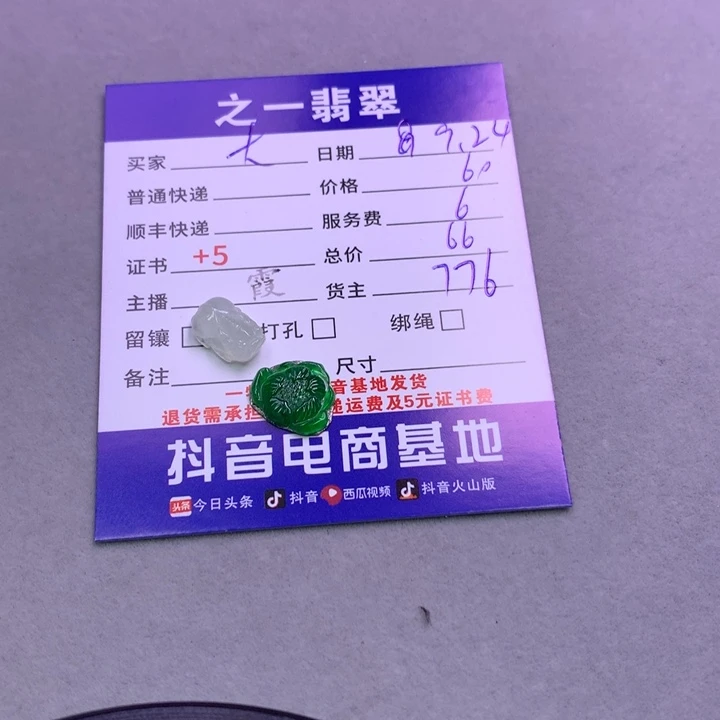 之一翡翠
买家 大 日期 9.24
普通快递 价格 60
顺丰快递 服务费 6
证书 +5 总价 66
主播 霞 货主 776
留镶 打孔 绑绳
备注 尺寸
音基地发货
退货需承担 递运费及5元证书费
抖音电商基地
头条 今日头条 抖音 西瓜视频 抖音火山版